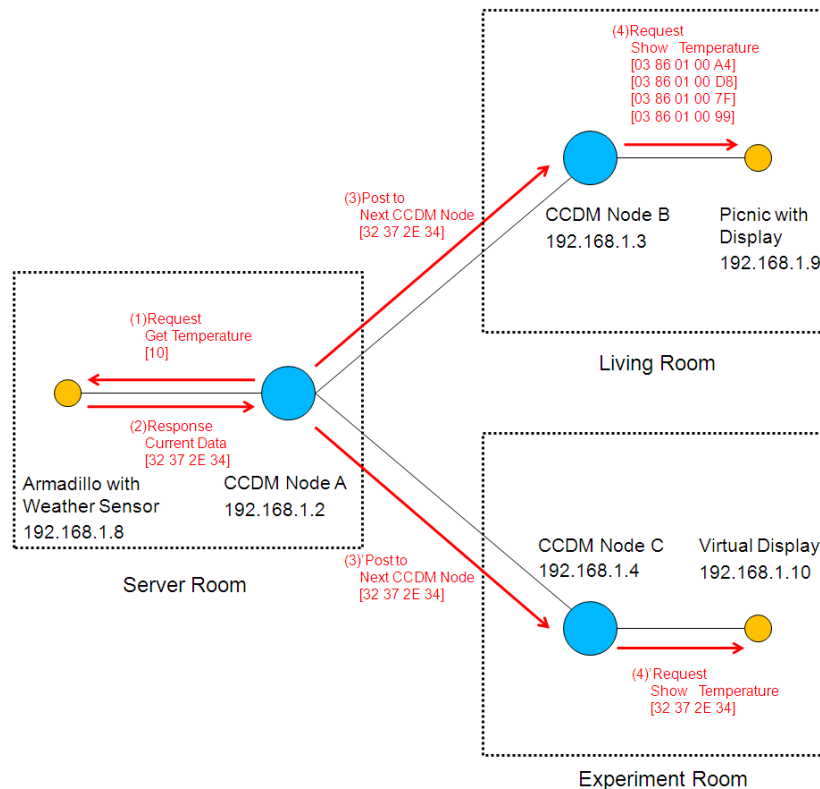 (4)Request
Show Temperature
[03 86 01 00 A4]
[03 86 01 00 D8]
[03 86 01 00 7F]
[03 86 01 00 99]
(3)Post to
Next CCDM Node
[32 37 2E 34]
CCDM Node B
192.168.1.3
Picnic with
Display
192.168.1.9
Living Room
(1)Request
Get Temperature
[10]
(2)Response
Current Data
[32 37 2E 34]
Armadillo with
Weather Sensor
192.168.1.8
CCDM Node A
192.168.1.2
Server Room
(3)'Post to
Next CCDM Node
[32 37 2E 34]
CCDM Node C
192.168.1.4
Virtual Display
192.168.1.10
(4)'Request
Show Temperature
[32 37 2E 34]
Experiment Room